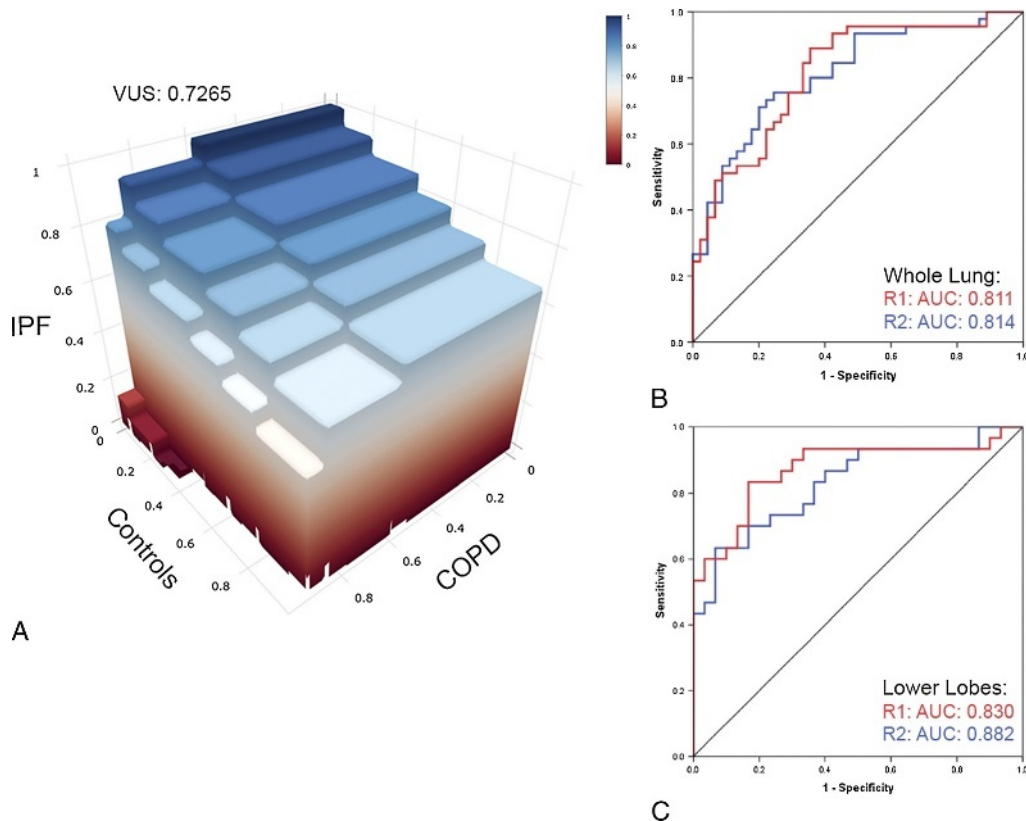 VUS: 0.7265
1
0.8
0.6
0.4
0.2
0
IPF
0
0.2
0.4
0.6
0.8
Controls
0
0.2
0.4
0.6
0.8
COPD
A
1
0.8
0.6
0.4
0.2
0
1.0
0.8
0.6
0.4
0.2
0.0
Sensitivity
Whole Lung:
R1: AUC: 0.811
R2: AUC: 0.814
0.0 0.2 0.4 0.6 0.8 1.0
1 - Specificity
B
1.0
0.8
0.6
0.4
0.2
0.0
Sensitivity
Lower Lobes:
R1: AUC: 0.830
R2: AUC: 0.882
0.0 0.2 0.4 0.6 0.8 1.0
1 - Specificity
C